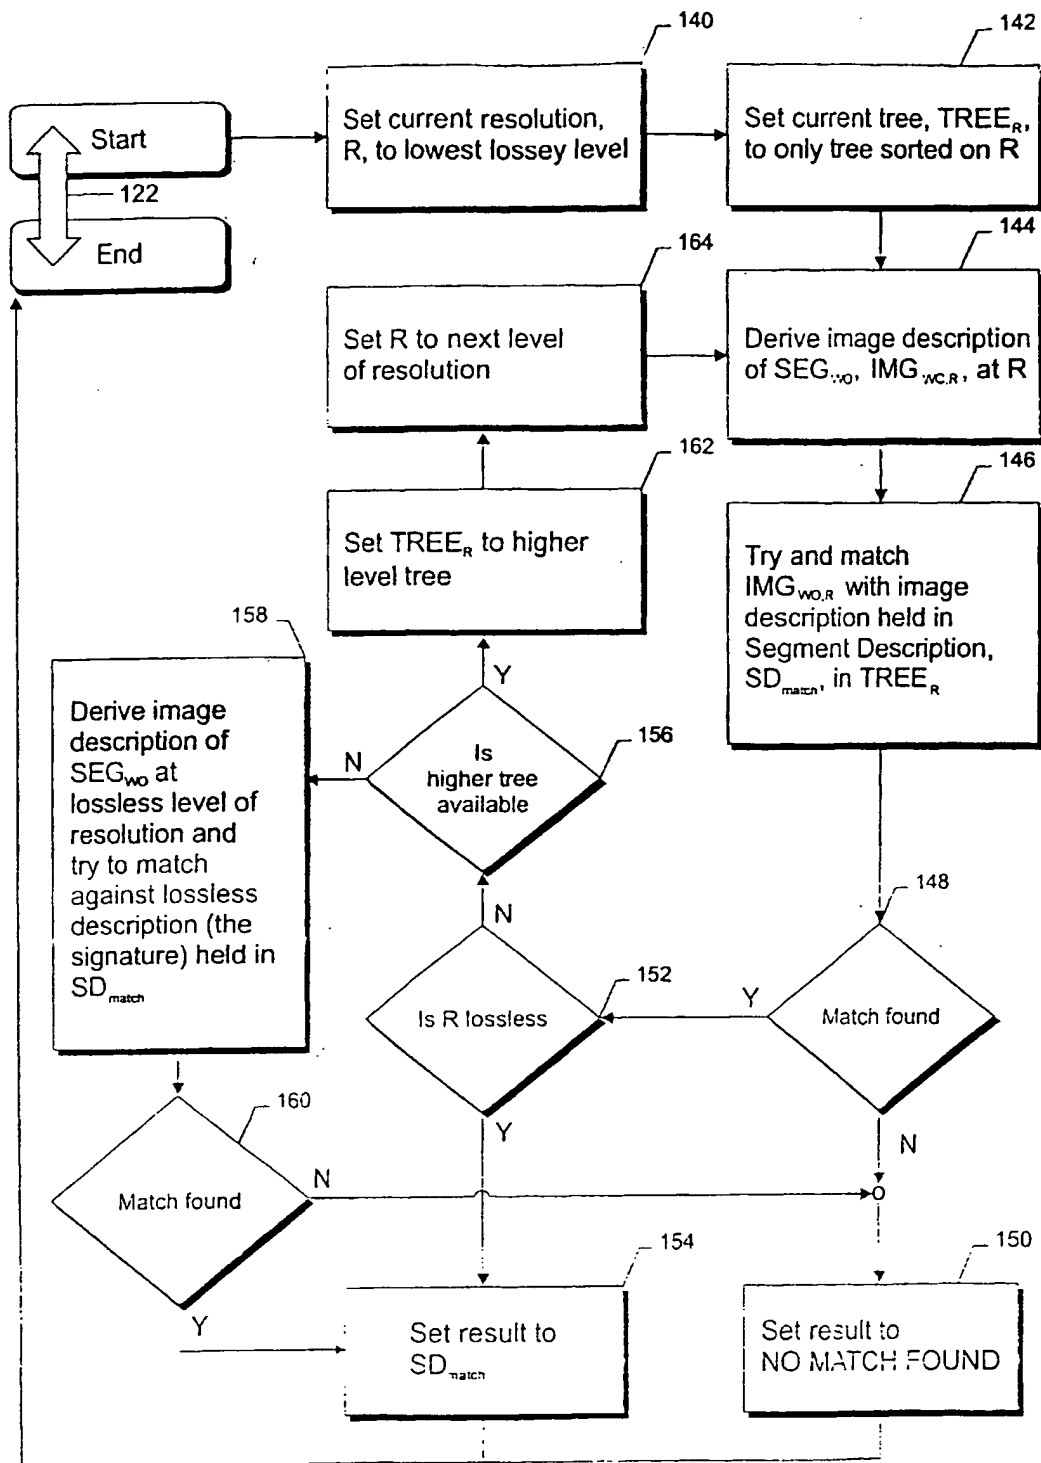 140
142
Start
Set current resolution,
R, to lowest lossey level
Set current tree, TREE_R,
to only tree sorted on R
122
End
164
144
Set R to next level
of resolution
Derive image description
of SEG_WO, IMG_WO,R, at R
162
146
Set TREE_R to higher
level tree
Try and match
IMG_WO,R with image
description held in
Segment Description,
SD_match, in TREE_R
158
Derive image
description of
SEG_WO at
lossless level of
resolution and
try to match
against lossless
description (the
signature) held in
SD_match
Y
N
Is
higher tree
available
156
N
148
152
Is R lossless
Y
Match found
Y
N
160
Match found
N
Y
154
Set result to
SD_match
150
Set result to
NO MATCH FOUND